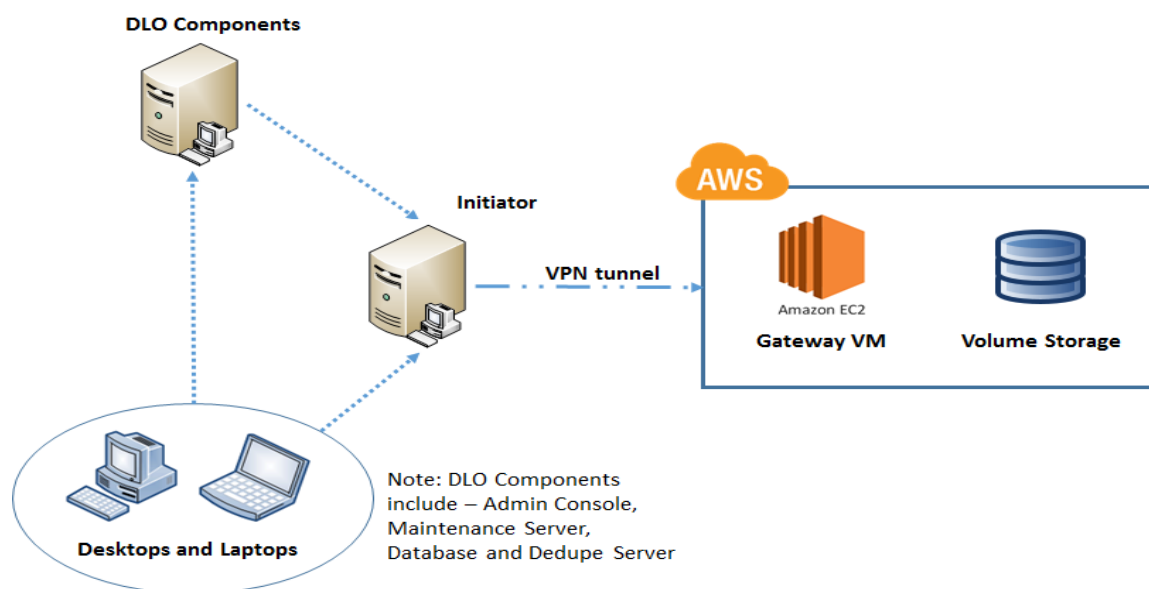 DLO Components
Initiator
AWS
VPN tunnel
Amazon EC2
Gateway VM
Volume Storage
Desktops and Laptops
Note: DLO Components
include – Admin Console,
Maintenance Server,
Database and Dedupe Server